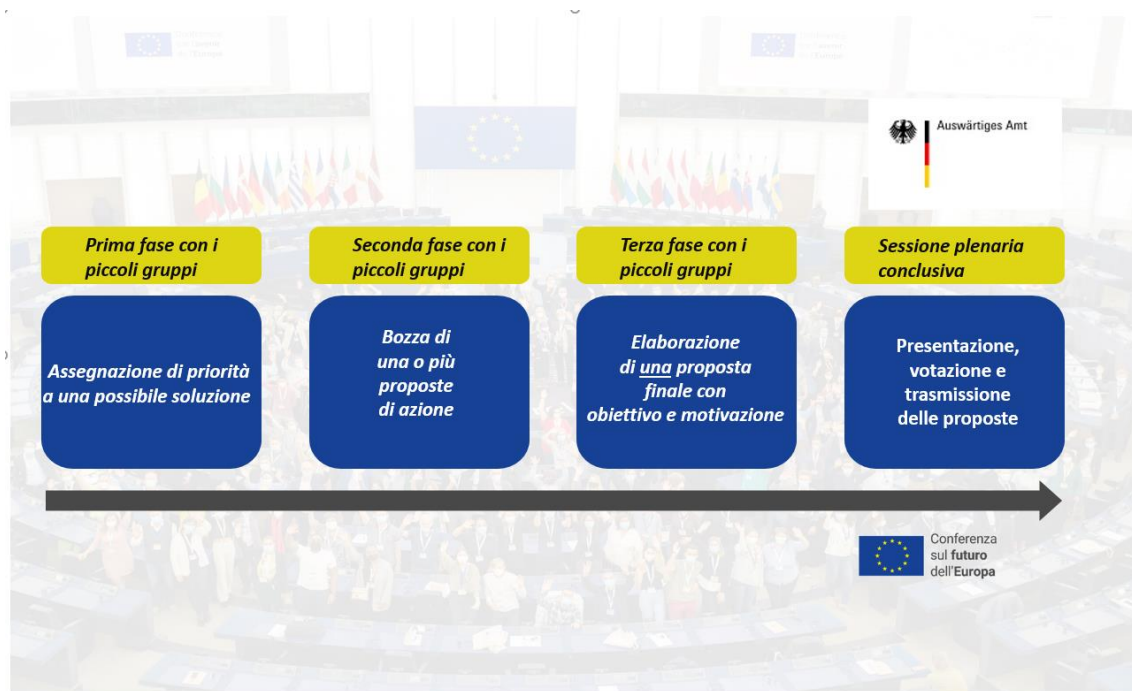 Auswärtiges Amt
Prima fase con i
piccoli gruppi
Seconda fase con i
piccoli gruppi
Terza fase con i
piccoli gruppi
Sessione plenaria
conclusiva
Assegnazione di priorità
a una possibile soluzione
Bozza di
una o più
proposte
di azione
Elaborazione
di una proposta
finale con
obiettivo e motivazione
Presentazione,
votazione e
trasmissione
delle proposte
Conferenza
sul futuro
dell'Europa